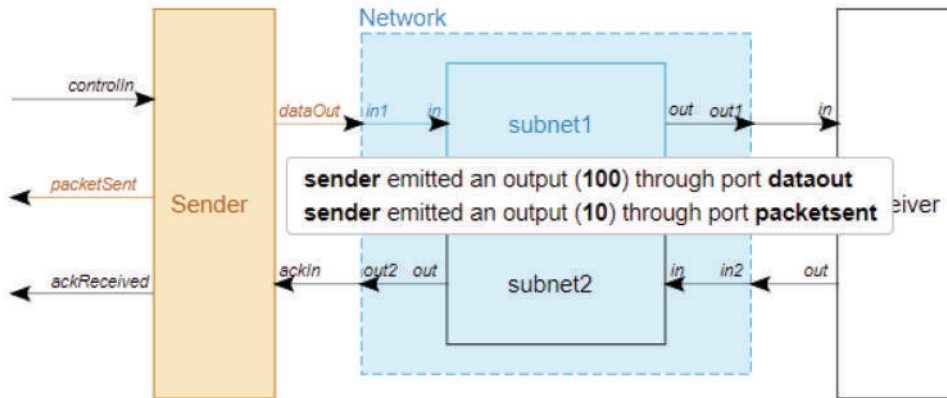 Network
controlIn
dataOut
in1
in
subnet1
out
out1
in
sender emitted an output (100) through port dataout
sender emitted an output (10) through port packetsent
packetSent
Sender
eiver
ackReceived
ackIn
out2
out
subnet2
in
in2
out